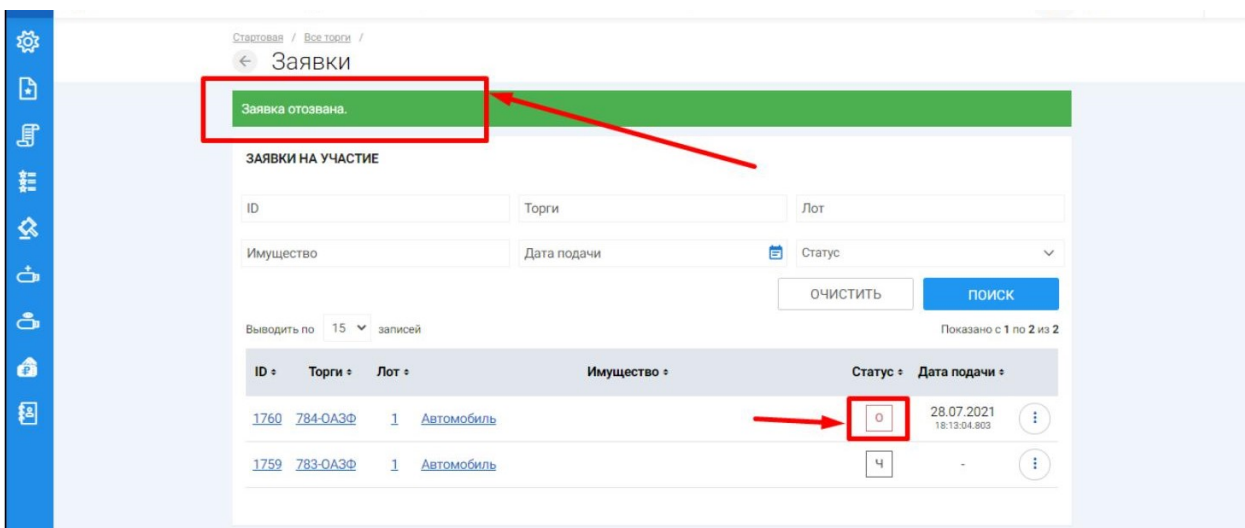 Стартовая / Все торги /
Заявки
Заявка отозвана.
ЗАЯВКИ НА УЧАСТИЕ
ID Торги Лот
Имущество Дата подачи Статус
ОЧИСТИТЬ ПОИСК
Выводить по 15 записей Показано с 1 по 2 из 2
ID Торги Лот Имущество Статус Дата подачи
1760 784-ОАЗФ 1 Автомобиль О 28.07.2021
18:13:04.803
1759 783-ОАЗФ 1 Автомобиль Ч -